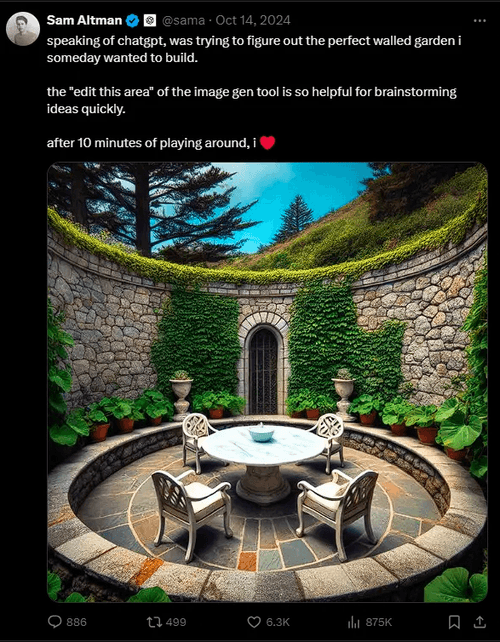 Sam Altman @sama · Oct 14, 2024
speaking of chatgpt, was trying to figure out the perfect walled garden i
someday wanted to build.
the "edit this area" of the image gen tool is so helpful for brainstorming
ideas quickly.
after 10 minutes of playing around, i ❤️
886 499 6.3K 875K